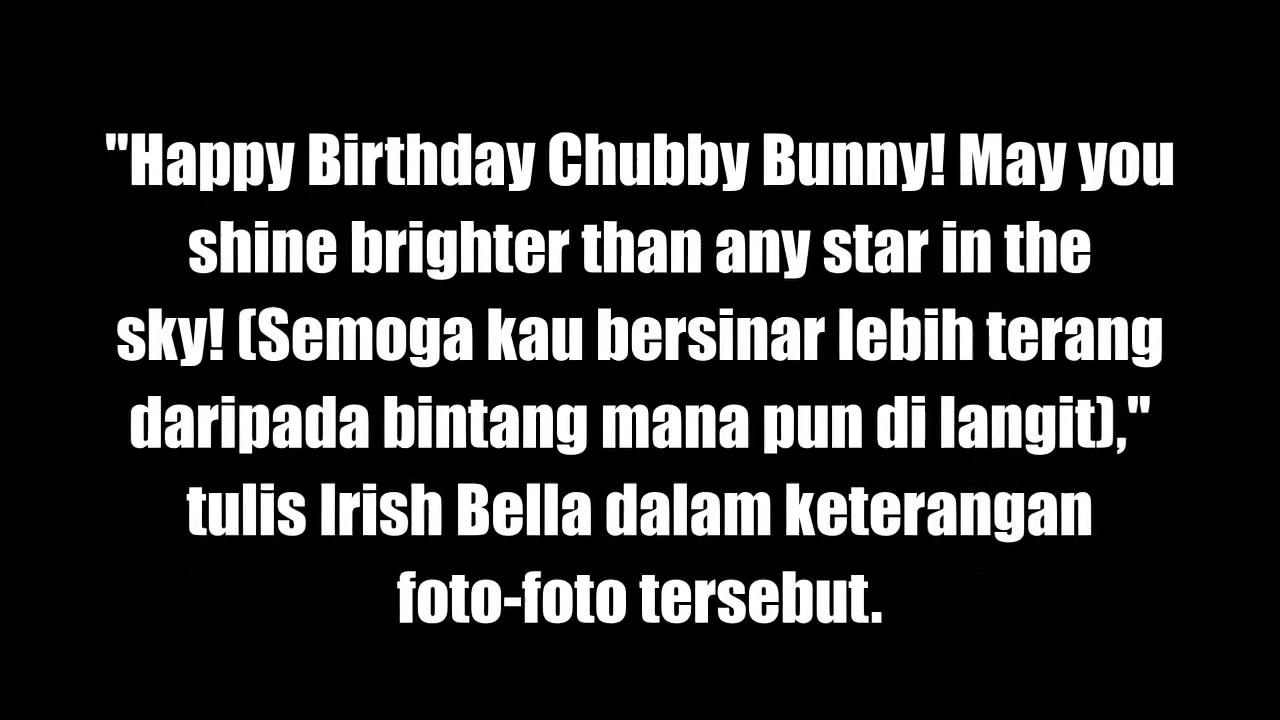 "Happy Birthday Chubby Bunny! May you
shine brighter than any star in the
sky! (Semoga kau bersinar lebih terang
daripada bintang mana pun di langit),"
tulis Irish Bella dalam keterangan
foto-foto tersebut.